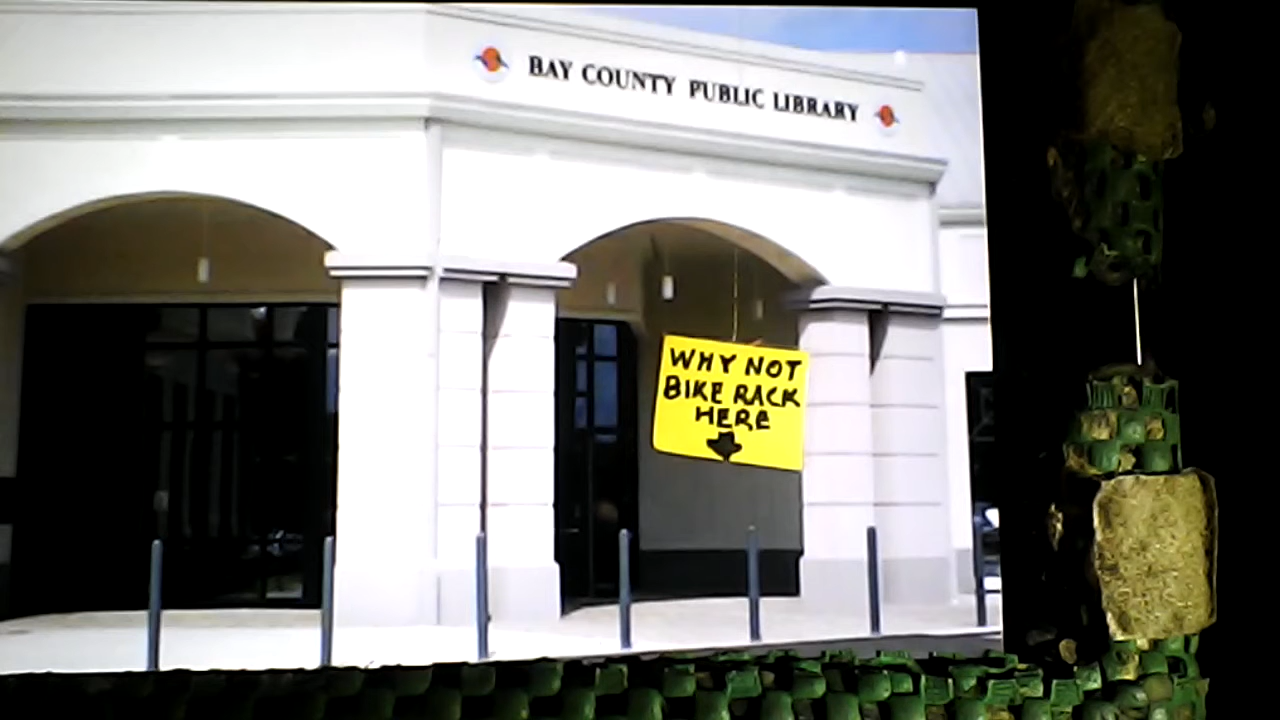 BAY COUNTY PUBLIC LIBRARY
WHY NOT
BIKE RACK
HERE